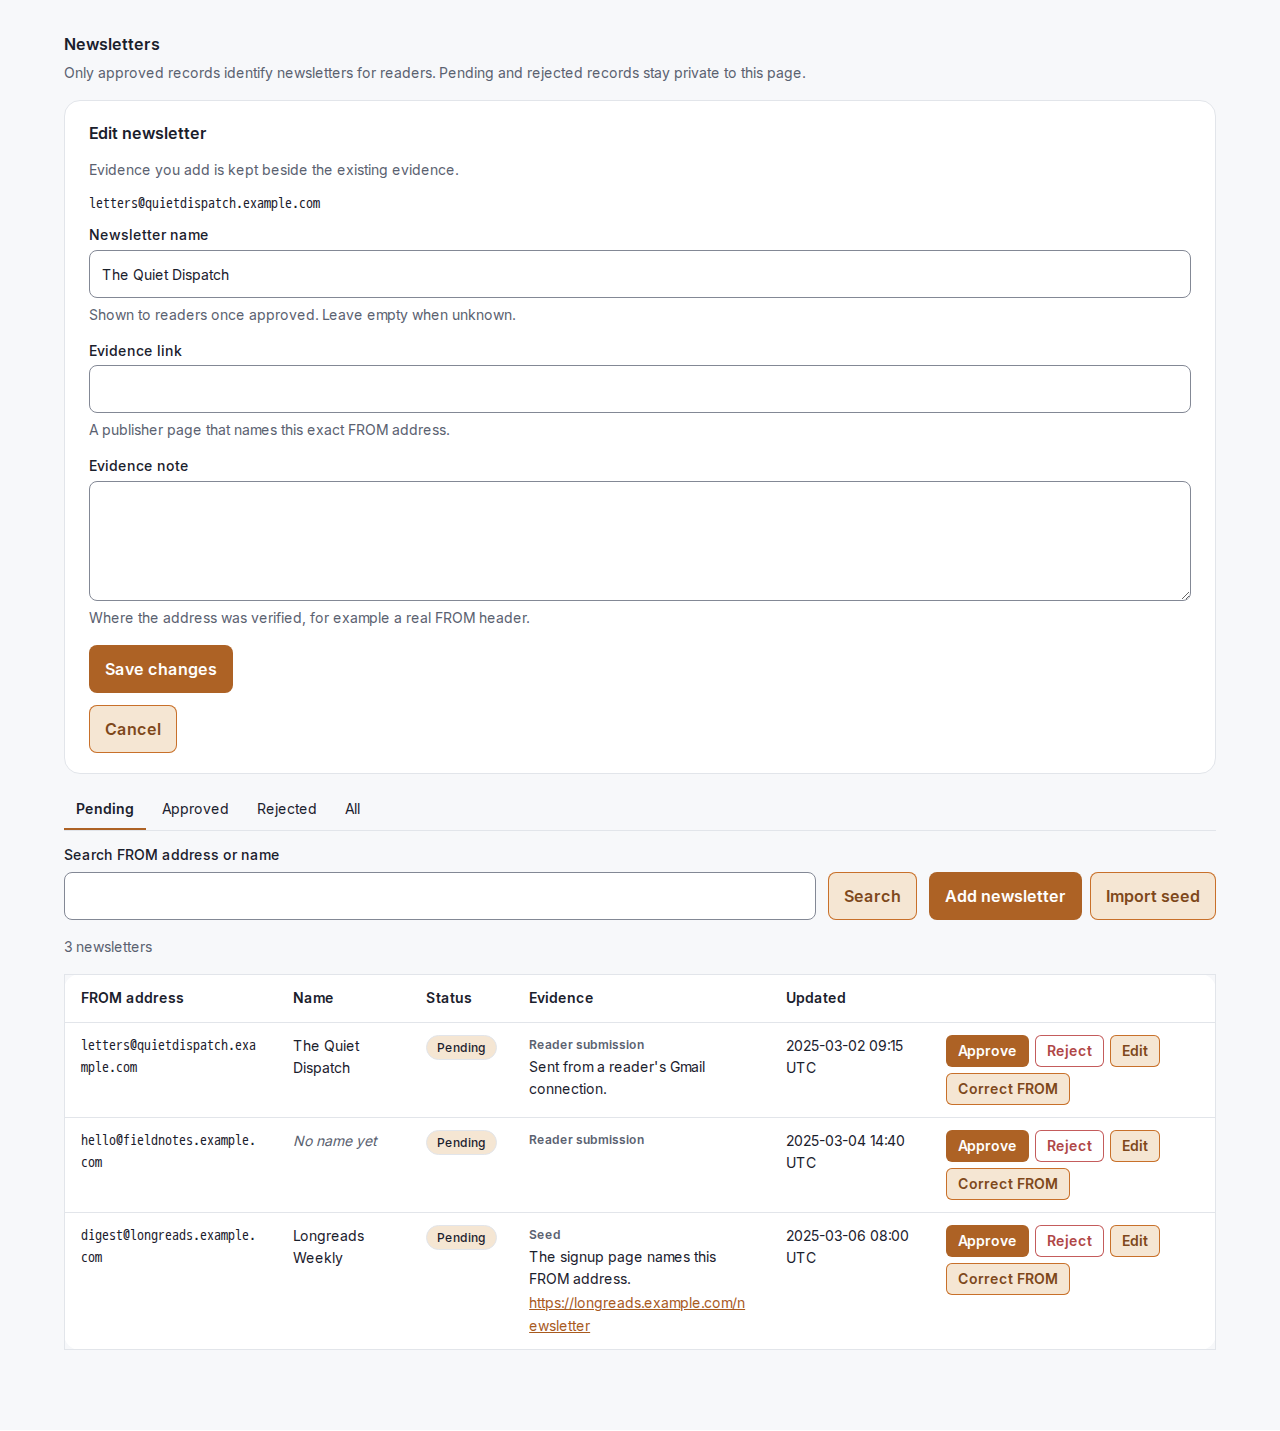 Newsletters
Only approved records identify newsletters for readers. Pending and rejected records stay private to this page.
Edit newsletter
Evidence you add is kept beside the existing evidence.
letters@quietdispatch.example.com
Newsletter name
The Quiet Dispatch
Shown to readers once approved. Leave empty when unknown.
Evidence link
A publisher page that names this exact FROM address.
Evidence note
Where the address was verified, for example a real FROM header.
Save changes
Cancel
Pending Approved Rejected All
Search FROM address or name
Search Add newsletter Import seed
3 newsletters
FROM address Name Status Evidence Updated
letters@quietdispatch.exa
mple.com
The Quiet
Dispatch
Pending
Reader submission
Sent from a reader's Gmail
connection.
2025-03-02 09:15
UTC
Approve Reject Edit
Correct FROM
hello@fieldnotes.example.
com
No name yet
Pending
Reader submission
2025-03-04 14:40
UTC
Approve Reject Edit
Correct FROM
digest@longreads.example.
com
Longreads
Weekly
Pending
Seed
The signup page names this
FROM address.
https://longreads.example.com/n
ewsletter
2025-03-06 08:00
UTC
Approve Reject Edit
Correct FROM